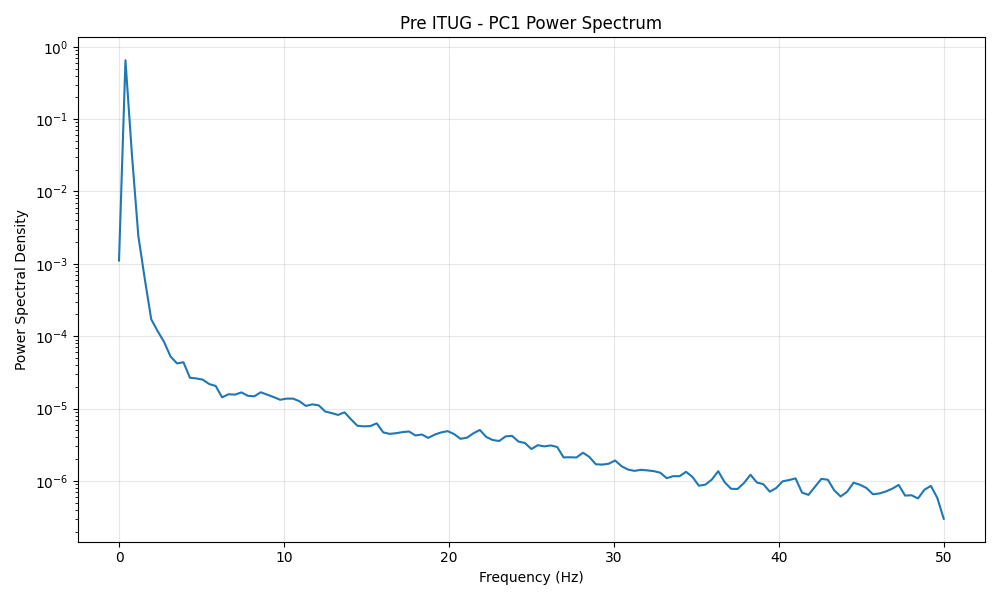 Pre ITUG - PC1 Power Spectrum
Power Spectral Density
10⁰
10⁻¹
10⁻²
10⁻³
10⁻⁴
10⁻⁵
10⁻⁶
0 10 20 30 40 50
Frequency (Hz)